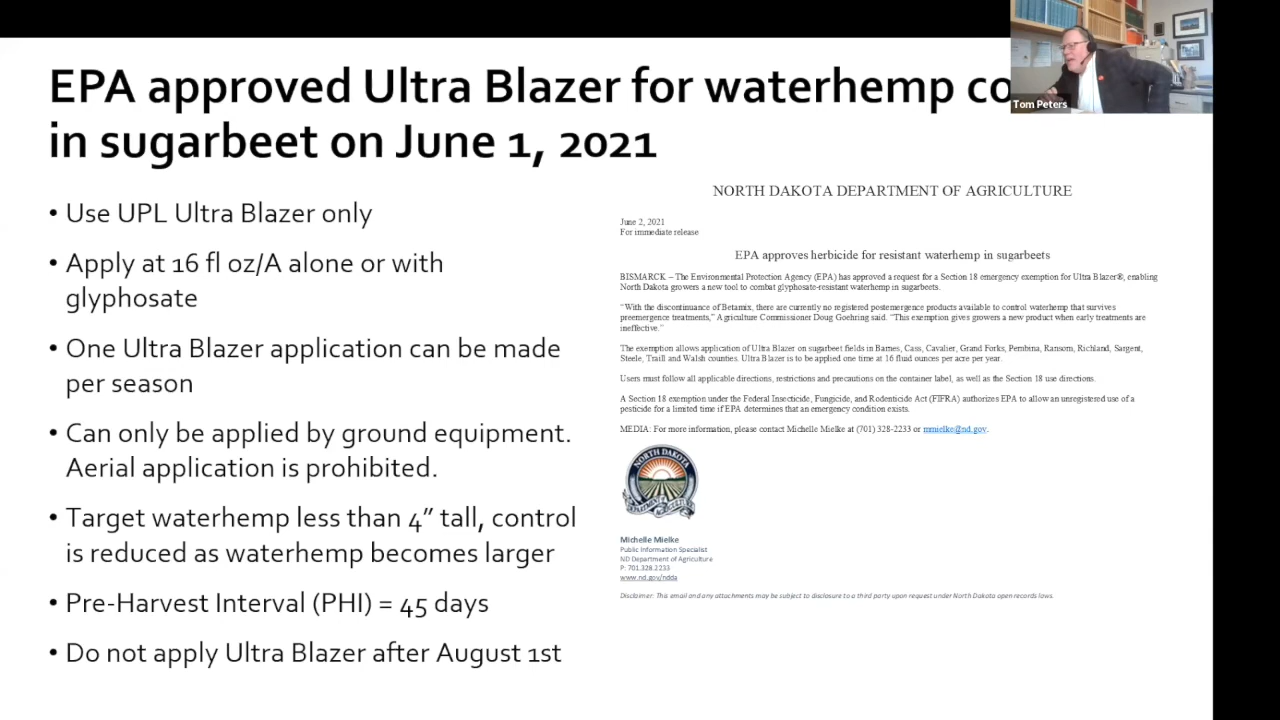 EPA approved Ultra Blazer for waterhemp co
in sugarbeet on June 1, 2021
Tom Peters
• Use UPL Ultra Blazer only
• Apply at 16 fl oz/A alone or with
glyphosate
• One Ultra Blazer application can be made
per season
• Can only be applied by ground equipment.
Aerial application is prohibited.
• Target waterhemp less than 4” tall, control
is reduced as waterhemp becomes larger
• Pre-Harvest Interval (PHI) = 45 days
• Do not apply Ultra Blazer after August 1st
NORTH DAKOTA DEPARTMENT OF AGRICULTURE
June 2, 2021
For immediate release
EPA approves herbicide for resistant waterhemp in sugarbeets
BISMARCK – The Environmental Protection Agency (EPA) has approved a request for a Section 18 emergency exemption for Ultra Blazer®, enabling
North Dakota growers a new tool to combat glyphosate-resistant waterhemp in sugarbeets.
“With the discontinuance of Betamix, there are currently no registered postemergence products available to control waterhemp that survives
preemergence treatments,” Agriculture Commissioner Doug Goehring said. “This exemption gives growers a new product when early treatments are
ineffective.”
The exemption allows application of Ultra Blazer on sugarbeet fields in Barnes, Cass, Cavalier, Grand Forks, Pembina, Ransom, Richland, Sargent,
Steele, Traill and Walsh counties. Ultra Blazer is to be applied one time at 16 fluid ounces per acre per year.
Users must follow all applicable directions, restrictions and precautions on the container label, as well as the Section 18 use directions.
A Section 18 exemption under the Federal Insecticide, Fungicide, and Rodenticide Act (FIFRA) authorizes EPA to allow an unregistered use of a
pesticide for a limited time if EPA determines that an emergency condition exists.
MEDIA: For more information, please contact Michelle Mielke at (701) 328-2233 or mmielke@nd.gov.
NORTH DAKOTA
DEPARTMENT OF AGRICULTURE
Michelle Mielke
Public Information Specialist
ND Department of Agriculture
P: 701.328.2233
www.nd.gov/ndda
Disclaimer: This email and any attachments may be subject to disclosure to a third party upon request under North Dakota open records laws.